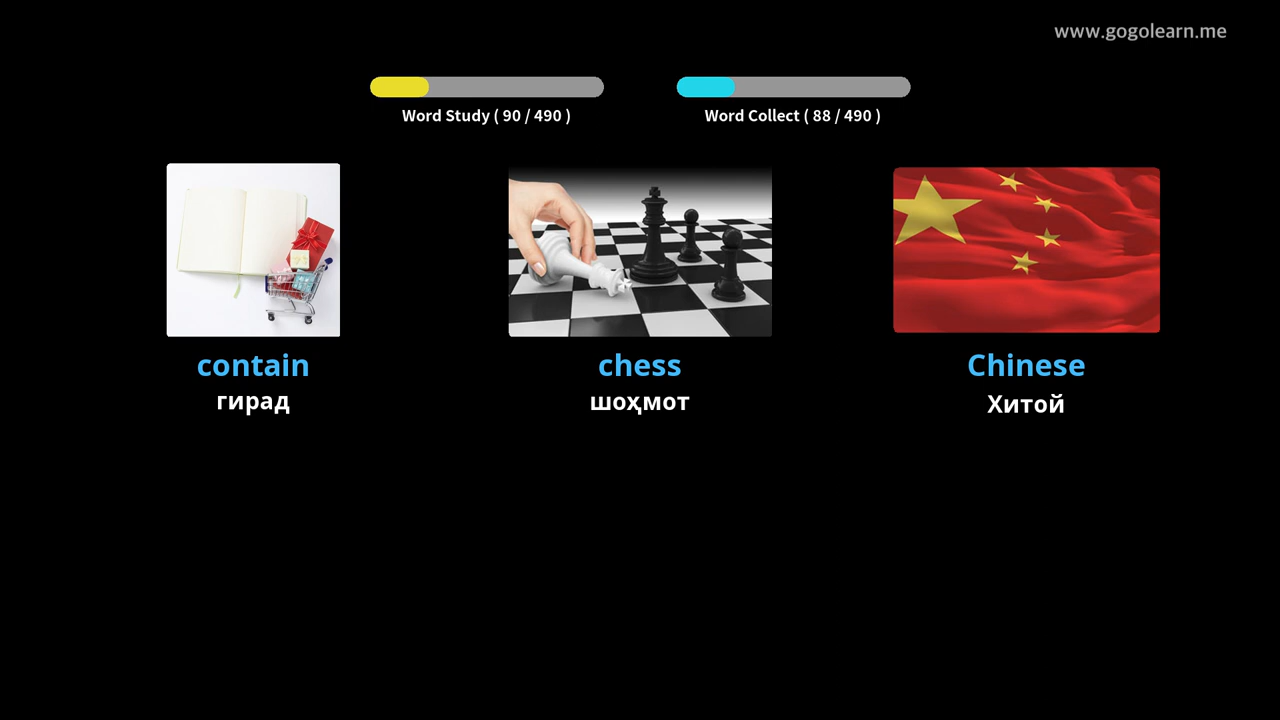 www.gogolearn.me
Word Study ( 90 / 490 )
Word Collect ( 88 / 490 )
contain
chess
Chinese
гирад
шоҳмот
Хитой